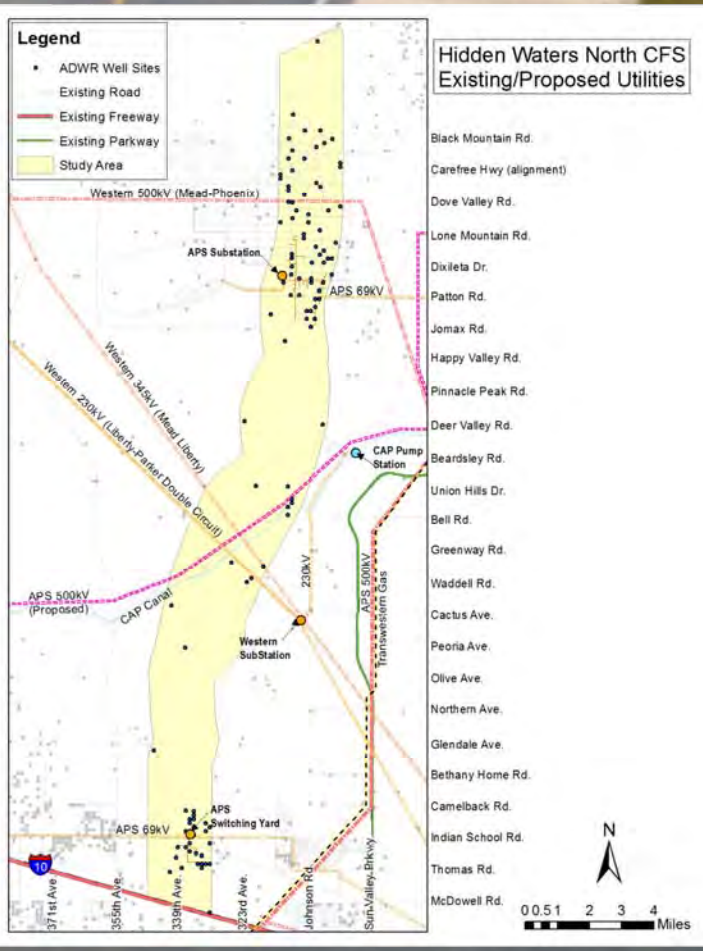 Legend
ADWR Well Sites
Existing Road
Existing Freeway
Existing Parkway
Study Area
Hidden Waters North CFS
Existing/Proposed Utilities
Black Mountain Rd.
Carefree Hwy (alignment)
Western 500kV (Mead-Phoenix)
Dove Valley Rd.
Lone Mountain Rd.
APS Substation
Dixileta Dr.
APS 69kV
Patton Rd.
Jomax Rd.
Happy Valley Rd.
Western 345kV (Mead Liberty)
Western 230kV (Liberty-Parker Double Circuit)
Pinnacle Peak Rd.
Deer Valley Rd.
CAP Pump
Station
Beardsley Rd.
Union Hills Dr.
Bell Rd.
Greenway Rd.
230kV
APS 500kV
Transwestern Gas
Waddell Rd.
APS 500kV
(Proposed)
CAP Canal
Cactus Ave.
Western
SubStation
Peoria Ave.
Olive Ave.
Northern Ave.
Glendale Ave.
Bethany Home Rd.
Camelback Rd.
APS
Switching Yard
APS 69kV
Indian School Rd.
Thomas Rd.
McDowell Rd.
10
371st Ave.
355th Ave.
339th Ave.
323rd Ave.
Johnson Rd.
Sun Valley Prkwy
N
0 0.5 1 2 3 4
Miles